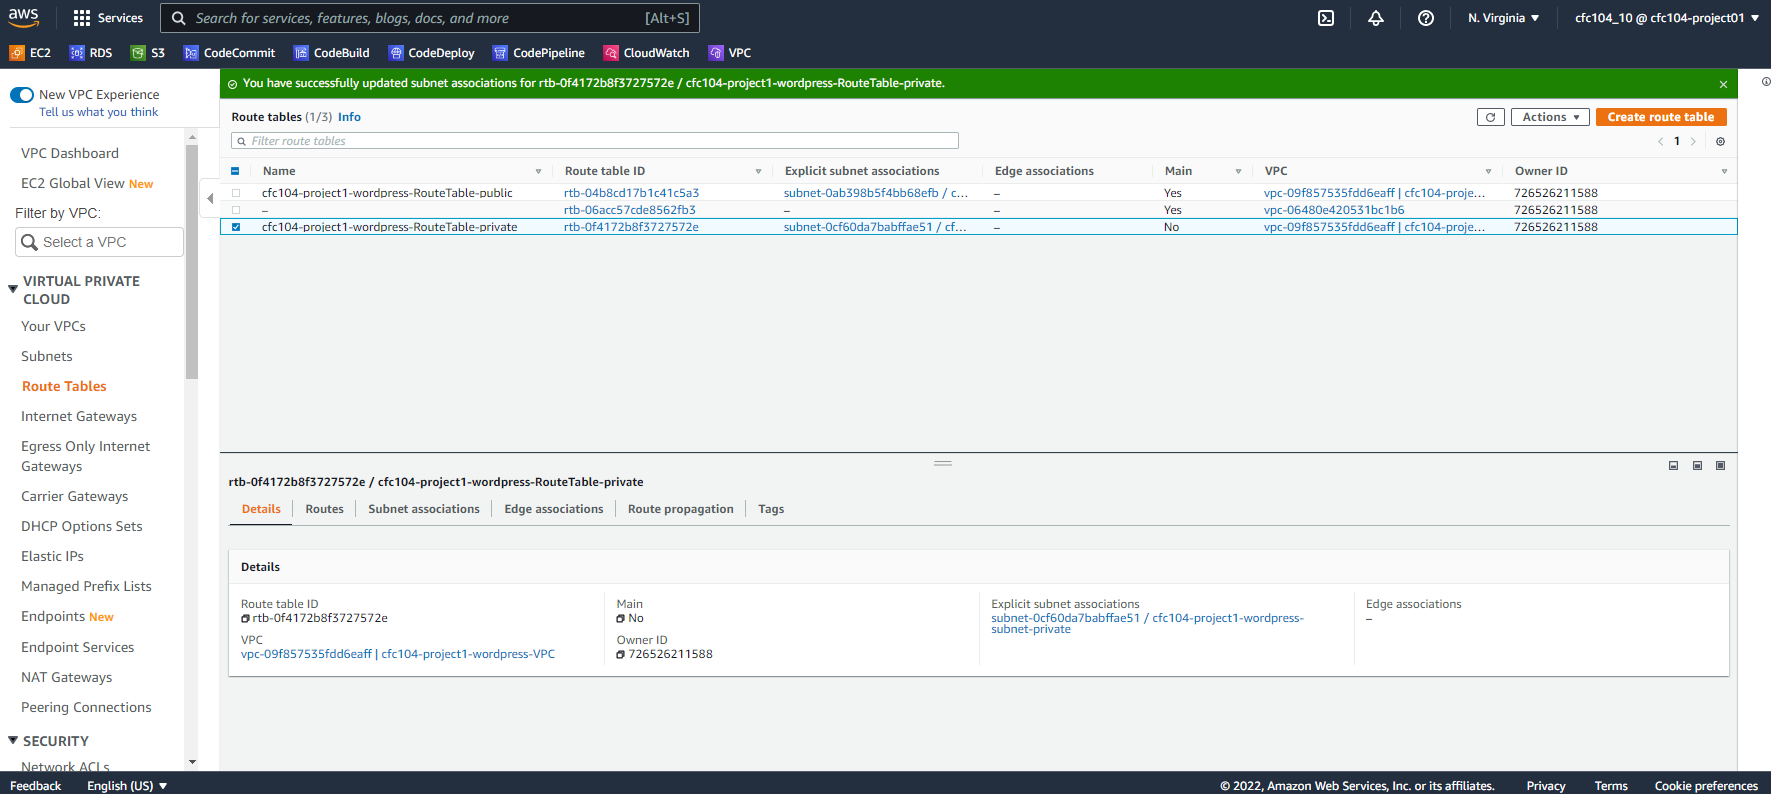 aws
Services
Search for services, features, blogs, docs, and more [Alt+S]
N. Virginia
cfc104_10 @ cfc104-project01
EC2 RDS S3 CodeCommit CodeBuild CodeDeploy CodePipeline CloudWatch VPC
New VPC Experience
Tell us what you think
VPC Dashboard
EC2 Global View New
Filter by VPC:
Select a VPC
VIRTUAL PRIVATE
CLOUD
Your VPCs
Subnets
Route Tables
Internet Gateways
Egress Only Internet
Gateways
Carrier Gateways
DHCP Options Sets
Elastic IPs
Managed Prefix Lists
Endpoints New
Endpoint Services
NAT Gateways
Peering Connections
SECURITY
Network ACLs
You have successfully updated subnet associations for rtb-0f4172b8f3727572e / cfc104-project1-wordpress-RouteTable-private.
Route tables (1/3) Info
Actions
Create route table
Filter route tables
1
Name Route table ID Explicit subnet associations Edge associations Main VPC Owner ID
cfc104-project1-wordpress-RouteTable-public rtb-04b8cd17b1c41c5a3 subnet-0ab398b5f4bb68efb / c... – Yes vpc-09f857535fdd6eaff | cfc104-proje... 726526211588
– rtb-06acc57cde8562fb3 – – Yes vpc-06480e420531bc1b6 726526211588
cfc104-project1-wordpress-RouteTable-private rtb-0f4172b8f3727572e subnet-0cf60da7babffae51 / cf... – No vpc-09f857535fdd6eaff | cfc104-proje... 726526211588
rtb-0f4172b8f3727572e / cfc104-project1-wordpress-RouteTable-private
Details Routes Subnet associations Edge associations Route propagation Tags
Details
Route table ID
rtb-0f4172b8f3727572e
VPC
vpc-09f857535fdd6eaff | cfc104-project1-wordpress-VPC
Main
No
Owner ID
726526211588
Explicit subnet associations
subnet-0cf60da7babffae51 / cfc104-project1-wordpress-
subnet-private
Edge associations
–
Feedback English (US)
© 2022, Amazon Web Services, Inc. or its affiliates. Privacy Terms Cookie preferences